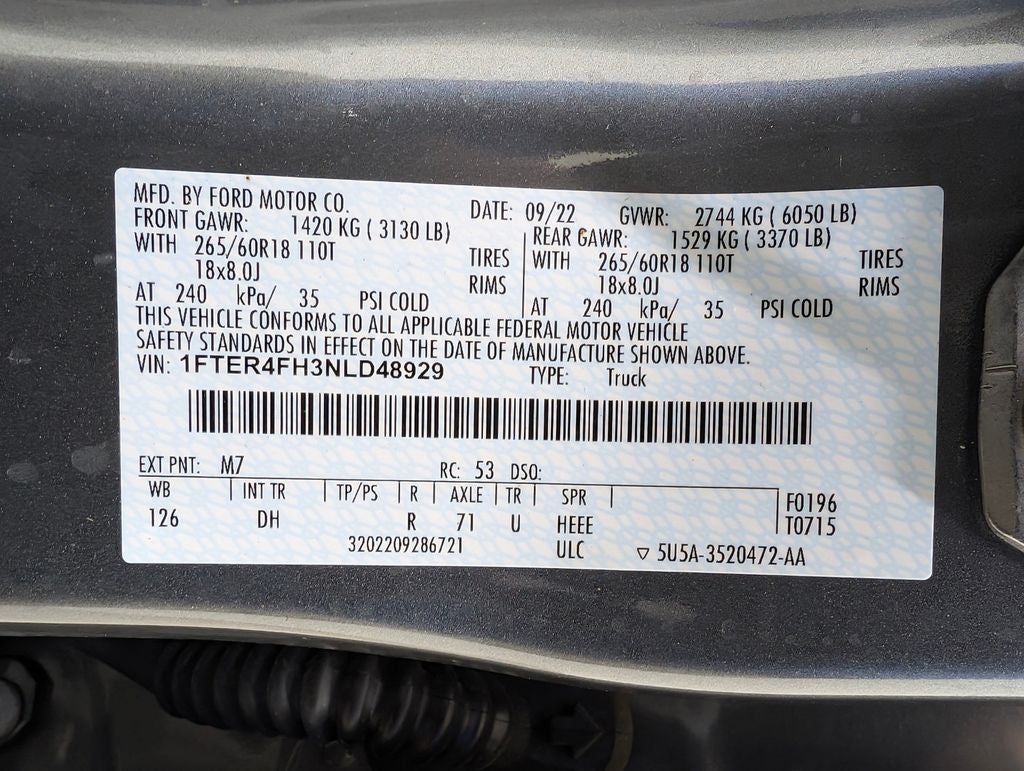 MFD. BY FORD MOTOR CO. DATE: 09/22 GVWR: 2744 KG ( 6050 LB)
FRONT GAWR: 1420 KG ( 3130 LB) REAR GAWR: 1529 KG ( 3370 LB)
WITH 265/60R18 110T TIRES WITH 265/60R18 110T TIRES
18x8.0J RIMS 18x8.0J RIMS
AT 240 kPa/ 35 PSI COLD AT 240 kPa/ 35 PSI COLD
THIS VEHICLE CONFORMS TO ALL APPLICABLE FEDERAL MOTOR VEHICLE
SAFETY STANDARDS IN EFFECT ON THE DATE OF MANUFACTURE SHOWN ABOVE.
VIN: 1FTER4FH3NLD48929 TYPE: Truck
EXT PNT: M7 RC: 53 DSO:
WB INT TR TP/PS R AXLE TR SPR F0196
126 DH R 71 U HEEE T0715
3202209286721 ULC ▽ 5U5A-3520472-AA